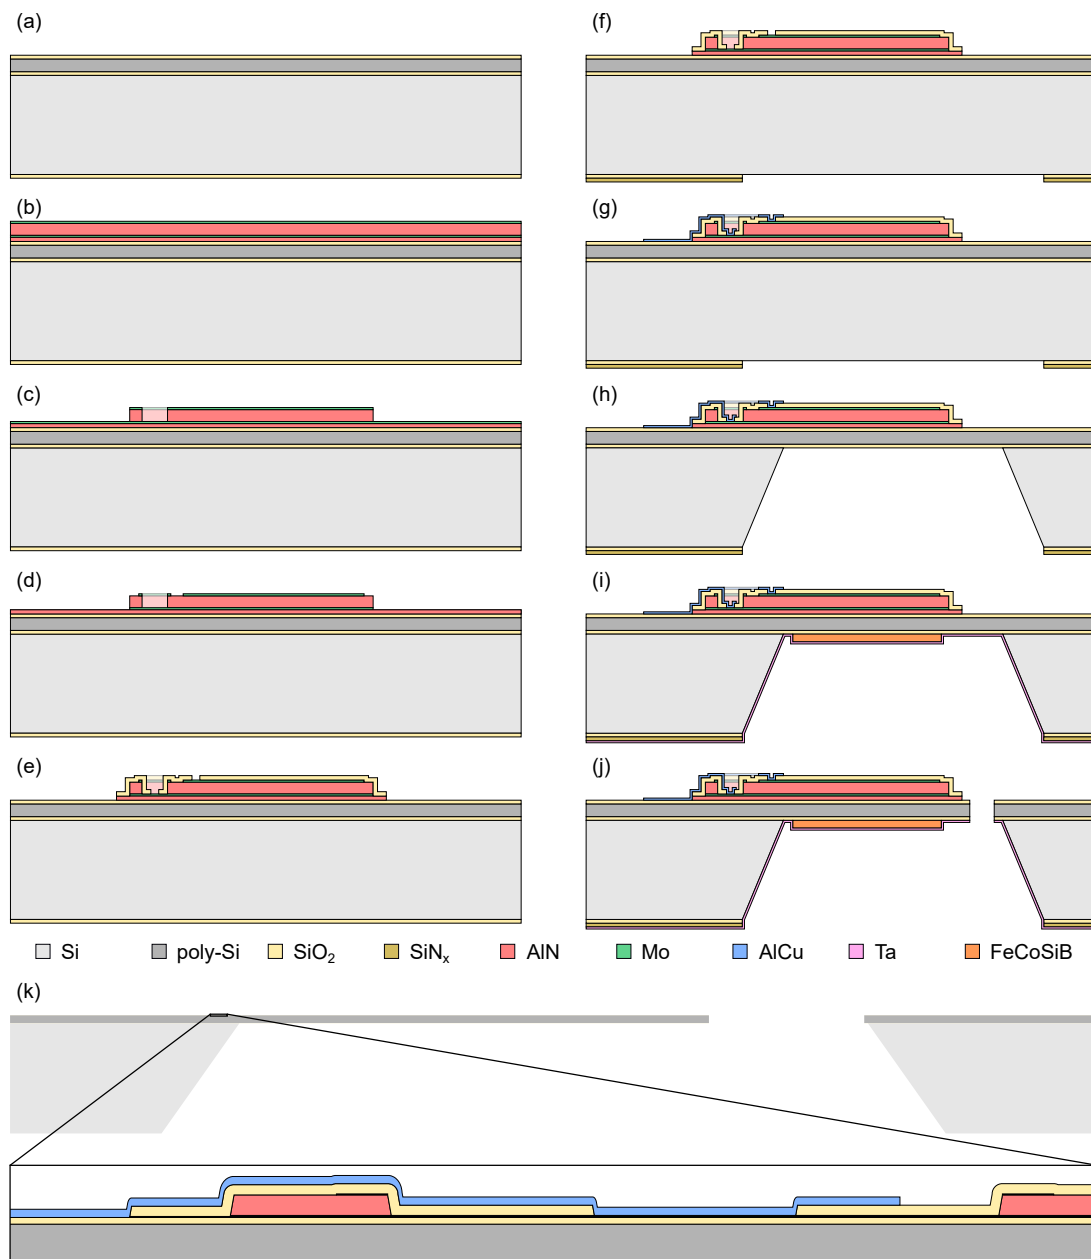 (a)
(b)
(c)
(d)
(e)
(f)
(g)
(h)
(i)
(j)
Si poly-Si SiO₂ SiNₓ AlN Mo AlCu Ta FeCoSiB
(k)